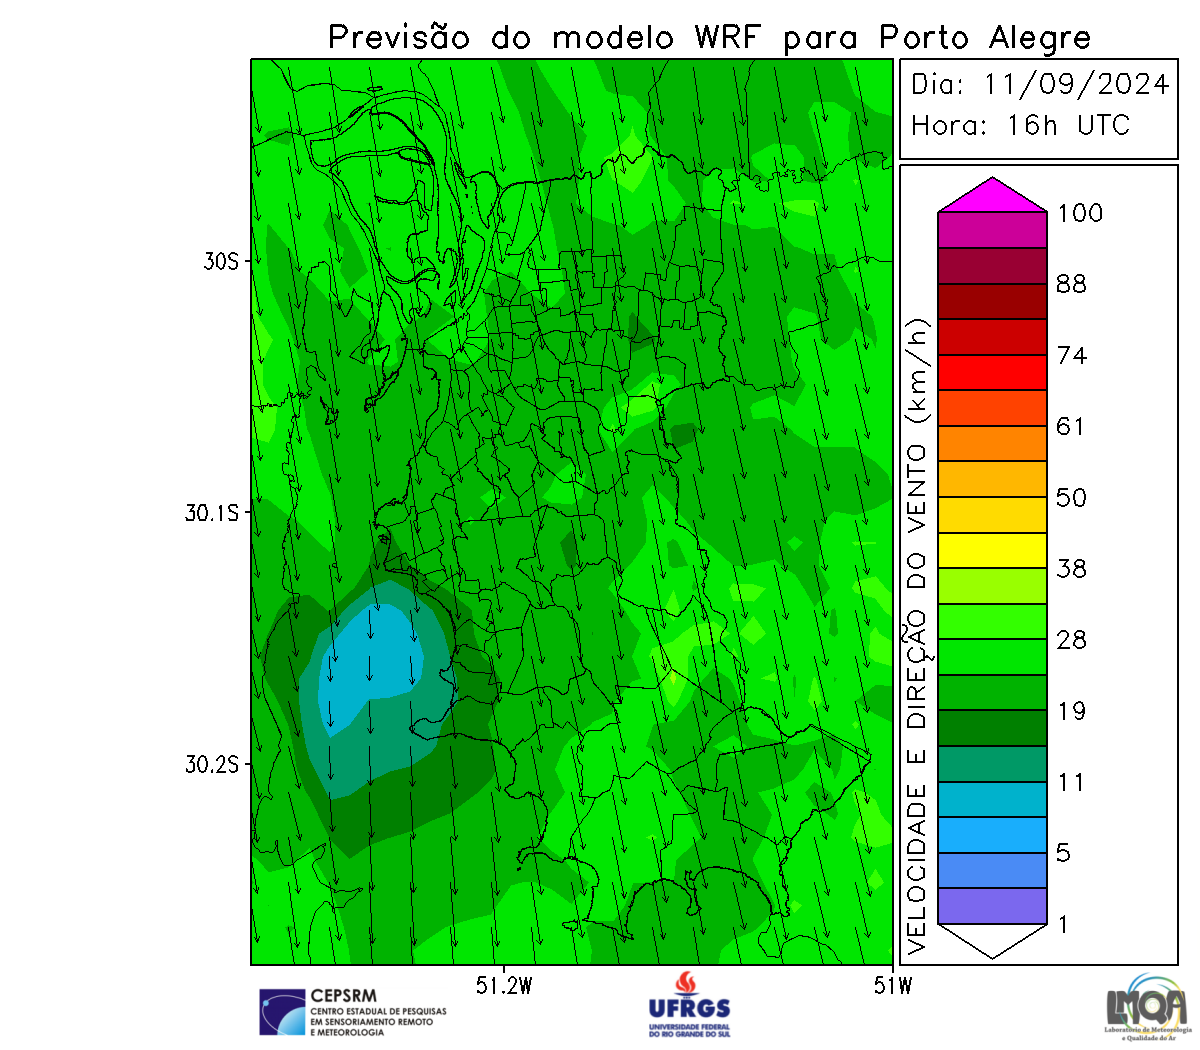 Previsão do modelo WRF para Porto Alegre
Dia: 11/09/2024
Hora: 16h UTC
30S
30.1S
30.2S
51.2W
51W
VELOCIDADE E DIREÇÃO DO VENTO (km/h)
100
88
74
61
50
38
28
19
11
5
1
CEPSRM
CENTRO ESTADUAL DE PESQUISAS
EM SENSORIAMENTO REMOTO
E METEOROLOGIA
UFRGS
UNIVERSIDADE FEDERAL
DO RIO GRANDE DO SUL
LMQA
Laboratório de Meteorologia
e Qualidade do Ar